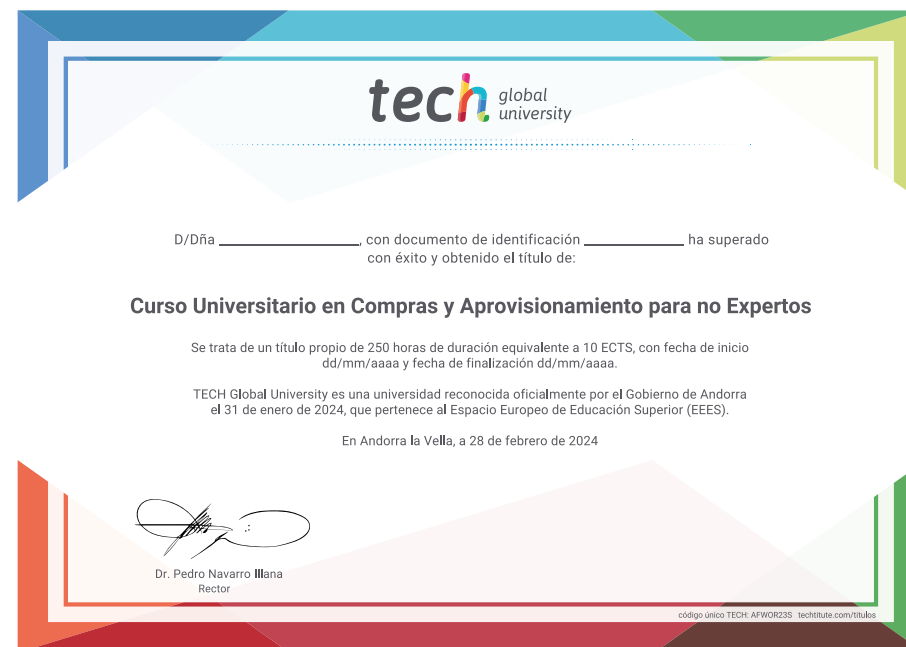 tech global university
D/Dña ____________, con documento de identificación ____________ ha superado
con éxito y obtenido el título de:
Curso Universitario en Compras y Aprovisionamiento para no Expertos
Se trata de un título propio de 250 horas de duración equivalente a 10 ECTS, con fecha de inicio
dd/mm/aaaa y fecha de finalización dd/mm/aaaa.
TECH Global University es una universidad reconocida oficialmente por el Gobierno de Andorra
el 31 de enero de 2024, que pertenece al Espacio Europeo de Educación Superior (EEES).
En Andorra la Vella, a 28 de febrero de 2024
Dr. Pedro Navarro Illana
Rector
código único TECH: AFWOR23S techtitute.com/titulos